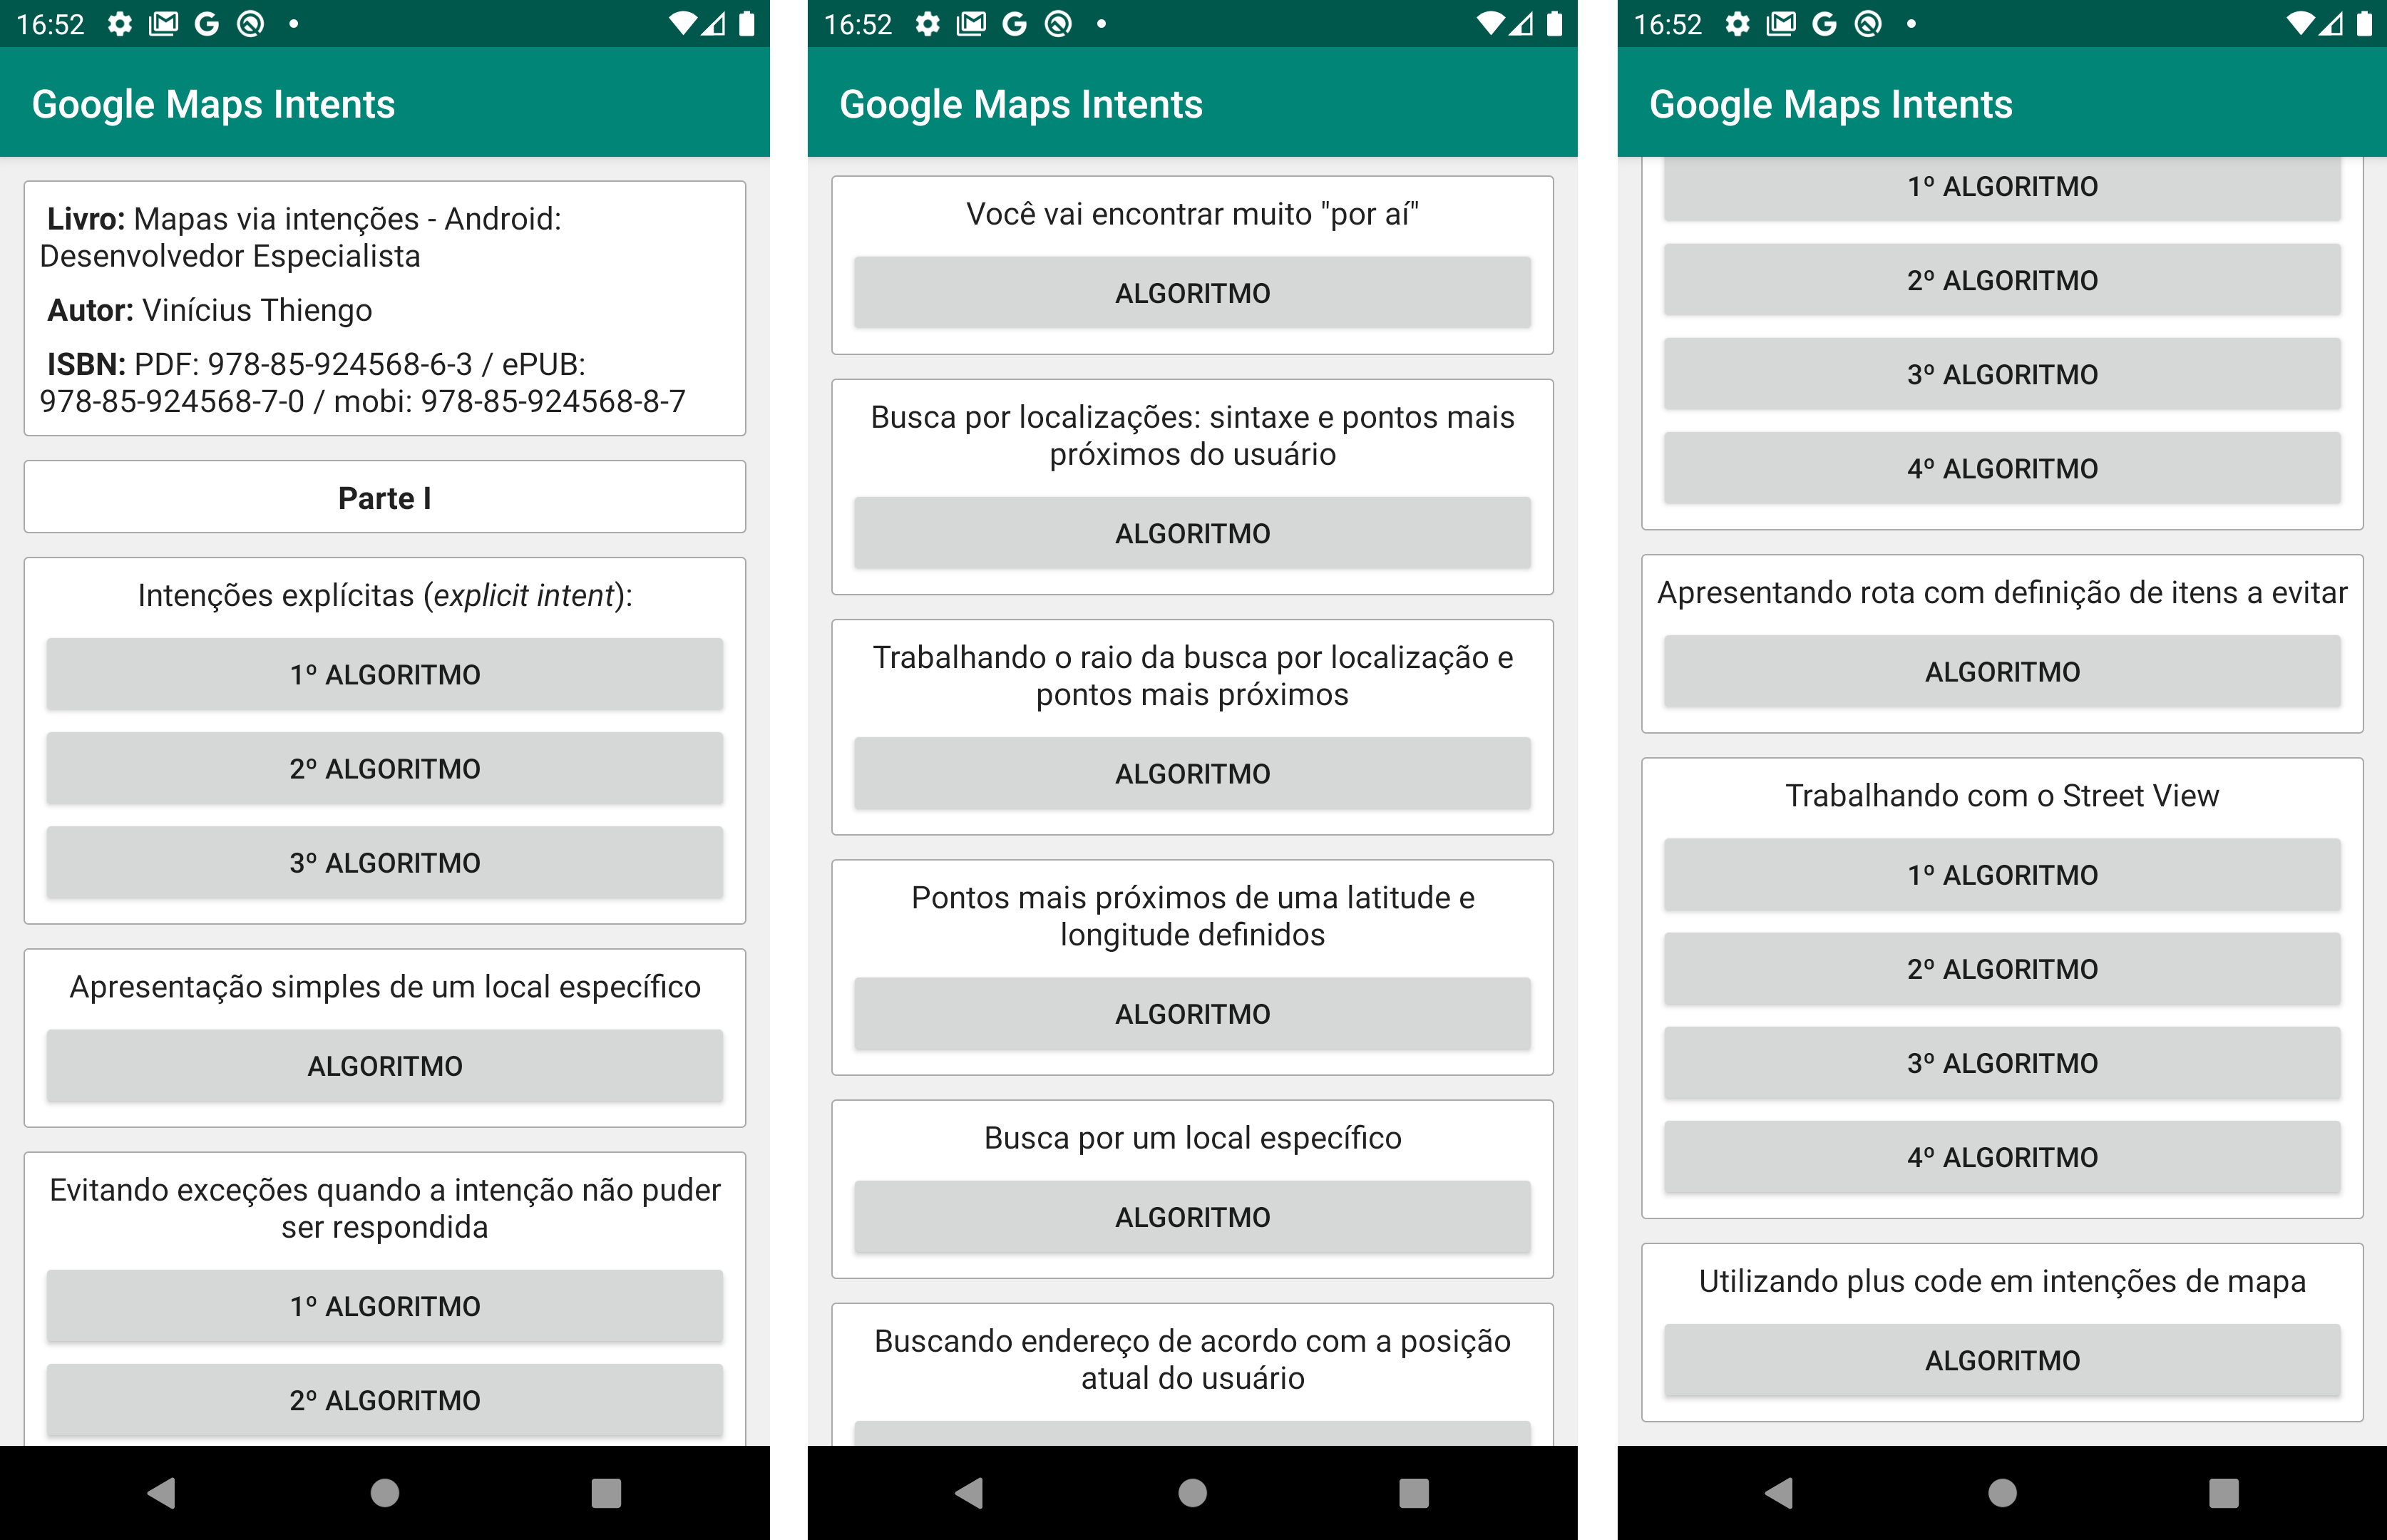 16:52
Google Maps Intents
Livro: Mapas via intenções - Android:
Desenvolvedor Especialista
Autor: Vinícius Thiengo
ISBN: PDF: 978-85-924568-6-3 / ePUB:
978-85-924568-7-0 / mobi: 978-85-924568-8-7
Parte I
Intenções explícitas (explicit intent):
1º ALGORITMO
2º ALGORITMO
3º ALGORITMO
Apresentação simples de um local específico
ALGORITMO
Evitando exceções quando a intenção não puder
ser respondida
1º ALGORITMO
2º ALGORITMO
16:52
Google Maps Intents
Você vai encontrar muito "por aí"
ALGORITMO
Busca por localizações: sintaxe e pontos mais
próximos do usuário
ALGORITMO
Trabalhando o raio da busca por localização e
pontos mais próximos
ALGORITMO
Pontos mais próximos de uma latitude e
longitude definidos
ALGORITMO
Busca por um local específico
ALGORITMO
Buscando endereço de acordo com a posição
atual do usuário
16:52
Google Maps Intents
1º ALGORITMO
2º ALGORITMO
3º ALGORITMO
4º ALGORITMO
Apresentando rota com definição de itens a evitar
ALGORITMO
Trabalhando com o Street View
1º ALGORITMO
2º ALGORITMO
3º ALGORITMO
4º ALGORITMO
Utilizando plus code em intenções de mapa
ALGORITMO